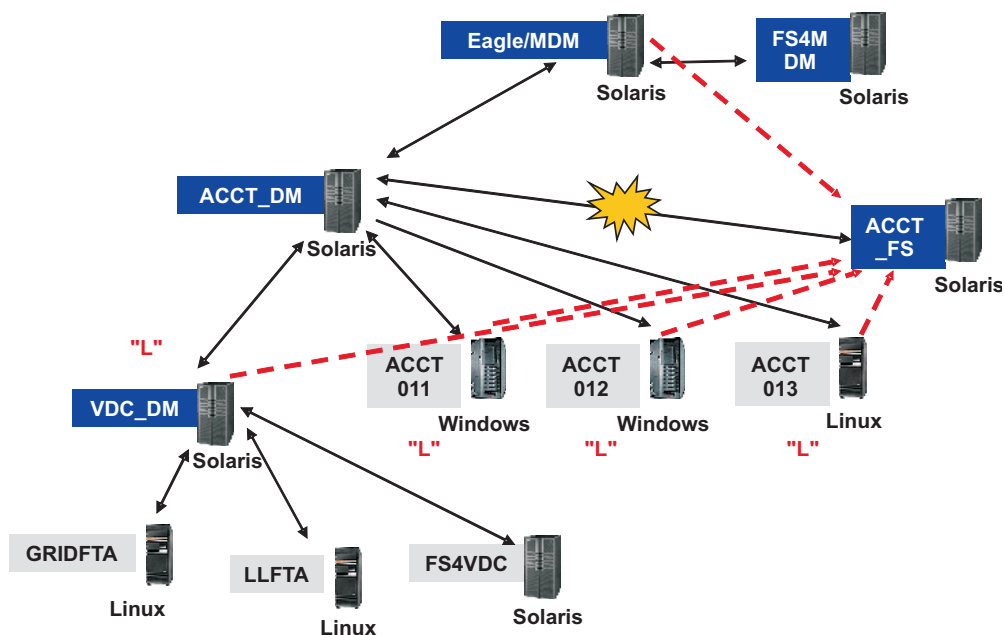 Eagle/MDM
Solaris
FS4M
DM
Solaris
ACCT_DM
Solaris
ACCT
_FS
Solaris
"L"
VDC_DM
Solaris
ACCT
011
Windows
"L"
ACCT
012
Windows
"L"
ACCT
013
Linux
"L"
GRIDFTA
Linux
LLFTA
Linux
FS4VDC
Solaris